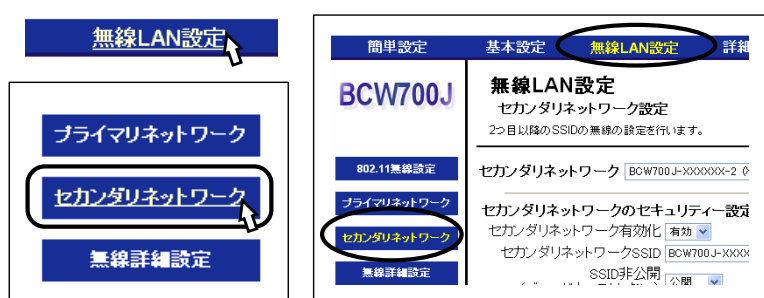 無線LAN設定
プライマリネットワーク
セカンダリネットワーク
無線詳細設定
簡単設定 基本設定 無線LAN設定 詳細
BCW700J
無線LAN設定
セカンダリネットワーク設定
2つ目以降のSSIDの無線の設定を行います。
802.11無線設定
プライマリネットワーク
セカンダリネットワーク
無線詳細設定
セカンダリネットワーク BCW700J-XXXXXX-2
セカンダリネットワークのセキュリティー設定
セカンダリネットワーク有効化 有効
セカンダリネットワークSSID BCW700J-XXXX
SSID非公開 公開